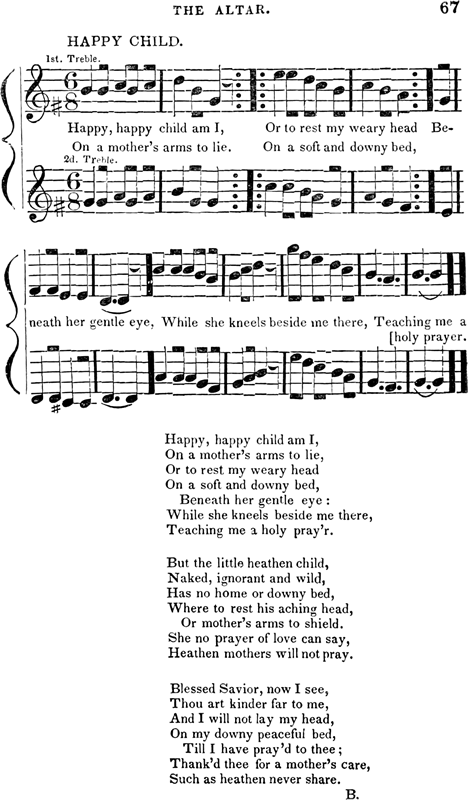 THE ALTAR.
67
HAPPY CHILD.
1st. Treble.
Happy, happy child am I, Or to rest my weary head Be-
On a mother's arms to lie. On a soft and downy bed,
2d. Treble.
neath her gentle eye, While she kneels beside me there, Teaching me a
[holy prayer.
Happy, happy child am I,
On a mother's arms to lie,
Or to rest my weary head
On a soft and downy bed,
Beneath her gentle eye :
While she kneels beside me there,
Teaching me a holy pray'r.
But the little heathen child,
Naked, ignorant and wild,
Has no home or downy bed,
Where to rest his aching head,
Or mother's arms to shield.
She no prayer of love can say,
Heathen mothers will not pray.
Blessed Savior, now I see,
Thou art kinder far to me,
And I will not lay my head,
On my downy peaceful bed,
Till I have pray'd to thee ;
Thank'd thee for a mother's care,
Such as heathen never share.
B.